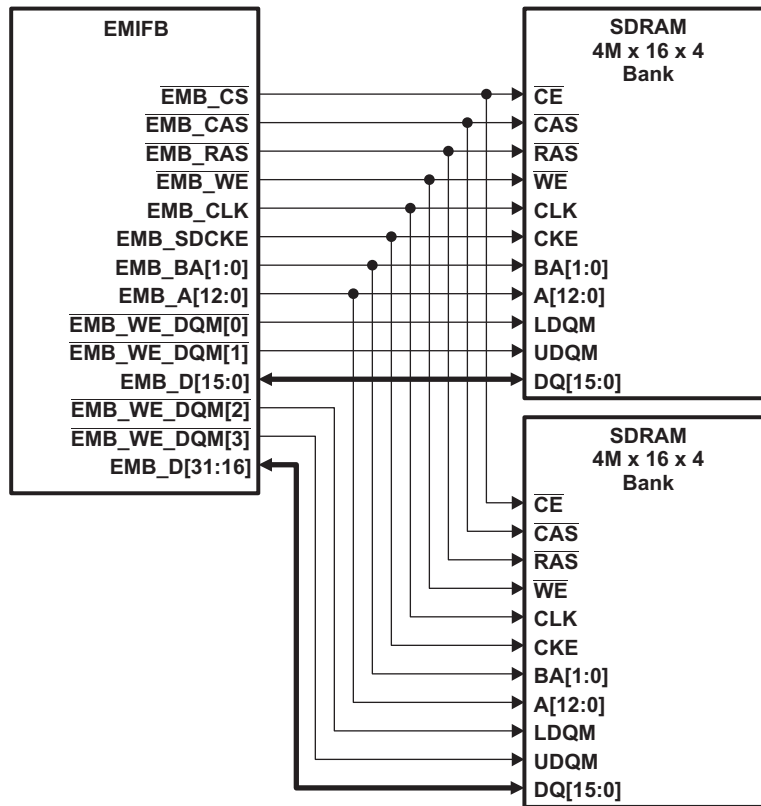 EMIFB
EMB_CS
EMB_CAS
EMB_RAS
EMB_WE
EMB_CLK
EMB_SDCKE
EMB_BA[1:0]
EMB_A[12:0]
EMB_WE_DQM[0]
EMB_WE_DQM[1]
EMB_D[15:0]
EMB_WE_DQM[2]
EMB_WE_DQM[3]
EMB_D[31:16]
SDRAM
4M x 16 x 4
Bank
CE
CAS
RAS
WE
CLK
CKE
BA[1:0]
A[12:0]
LDQM
UDQM
DQ[15:0]
SDRAM
4M x 16 x 4
Bank
CE
CAS
RAS
WE
CLK
CKE
BA[1:0]
A[12:0]
LDQM
UDQM
DQ[15:0]